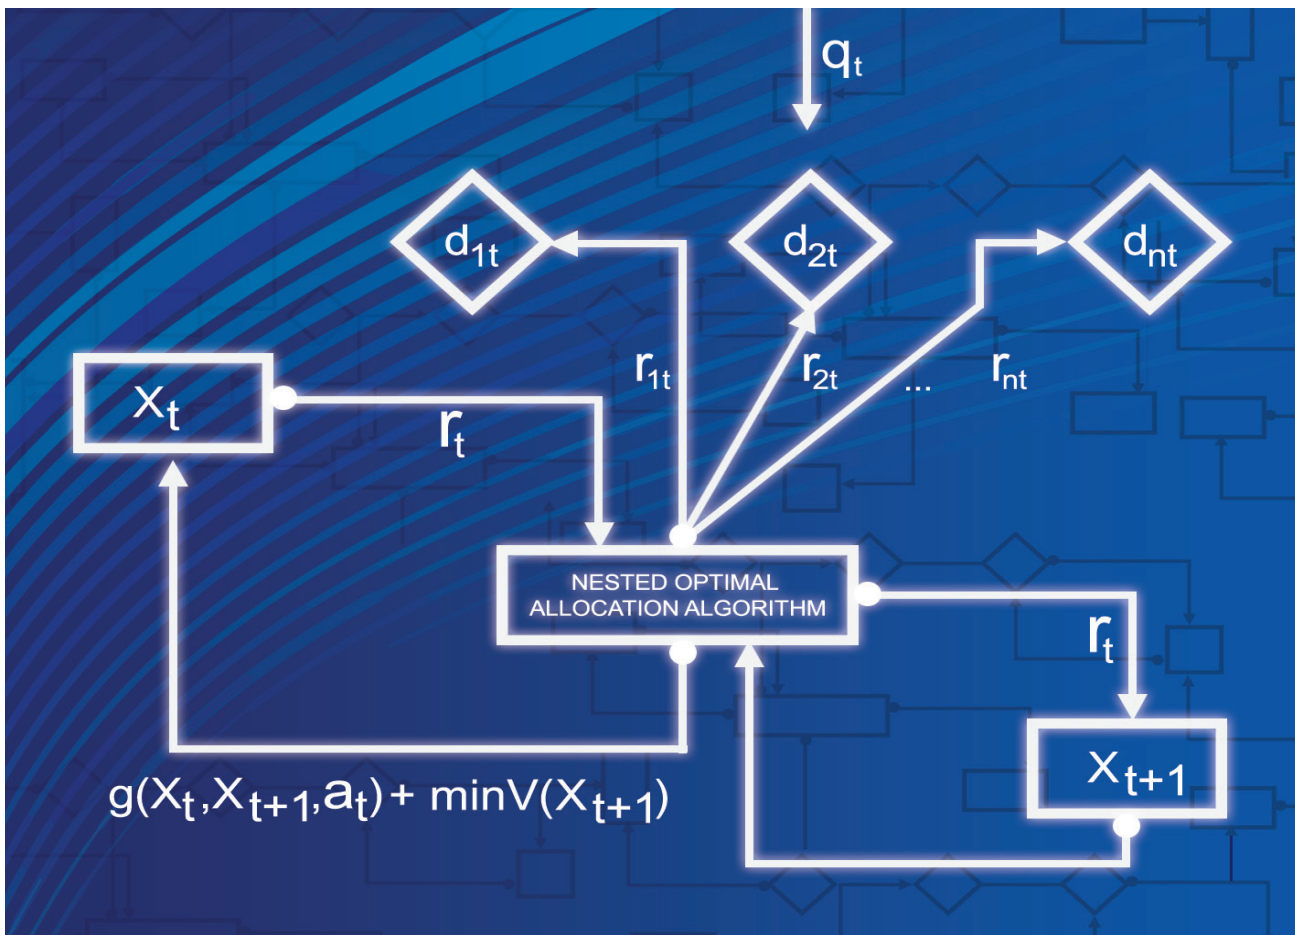 qₜ
d₁ₜ
d₂ₜ
dₙₜ
r₁ₜ
r₂ₜ
...
rₙₜ
Xₜ
rₜ
NESTED OPTIMAL
ALLOCATION ALGORITHM
rₜ
Xₜ₊₁
g(Xₜ,Xₜ₊₁,aₜ)+ minV(Xₜ₊₁)